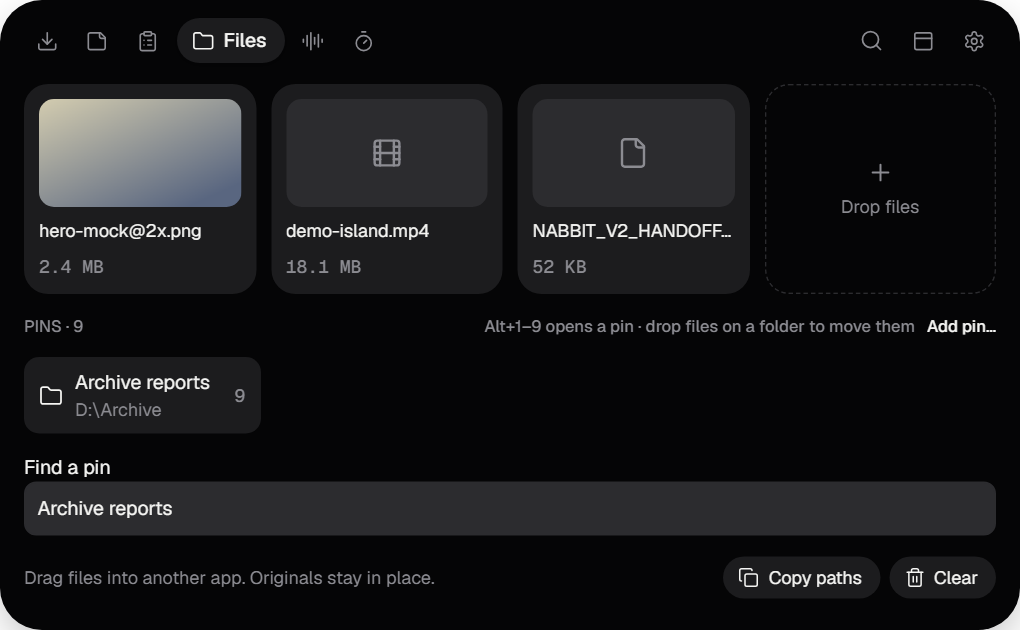 Files
hero-mock@2x.png
2.4 MB
demo-island.mp4
18.1 MB
NABBIT_V2_HANDOFF...
52 KB
Drop files
PINS · 9
Alt+1–9 opens a pin · drop files on a folder to move them
Add pin...
Archive reports
D:\Archive
9
Find a pin
Archive reports
Drag files into another app. Originals stay in place.
Copy paths
Clear